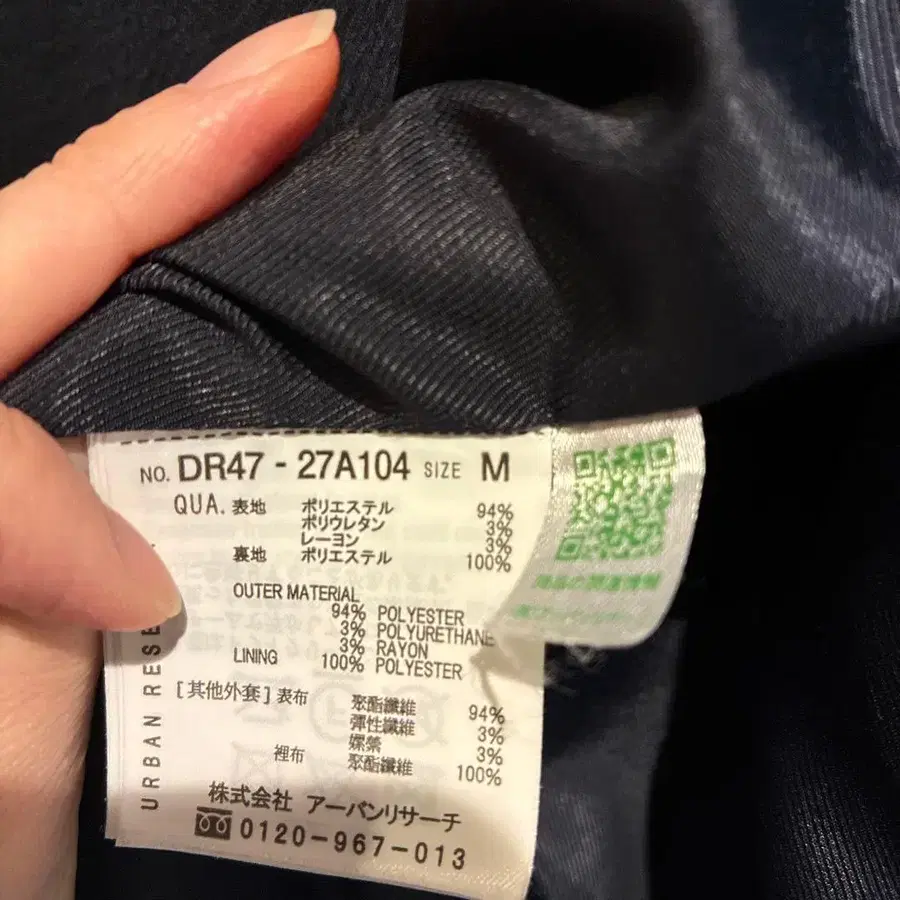 NO. DR47 - 27A104 SIZE M
QUA. 表地 ポリエステル 94%
ポリウレタン 3%
レーヨン 3%
裏地 ポリエステル 100%
OUTER MATERIAL
94% POLYESTER
3% POLYURETHANE
3% RAYON
LINING 100% POLYESTER
[其他外套] 表布 聚酯纖維 94%
彈性纖維 3%
嫘縈 3%
裡布 聚酯纖維 100%
株式会社 アーバンリサーチ
0120-967-013
URBAN RESE